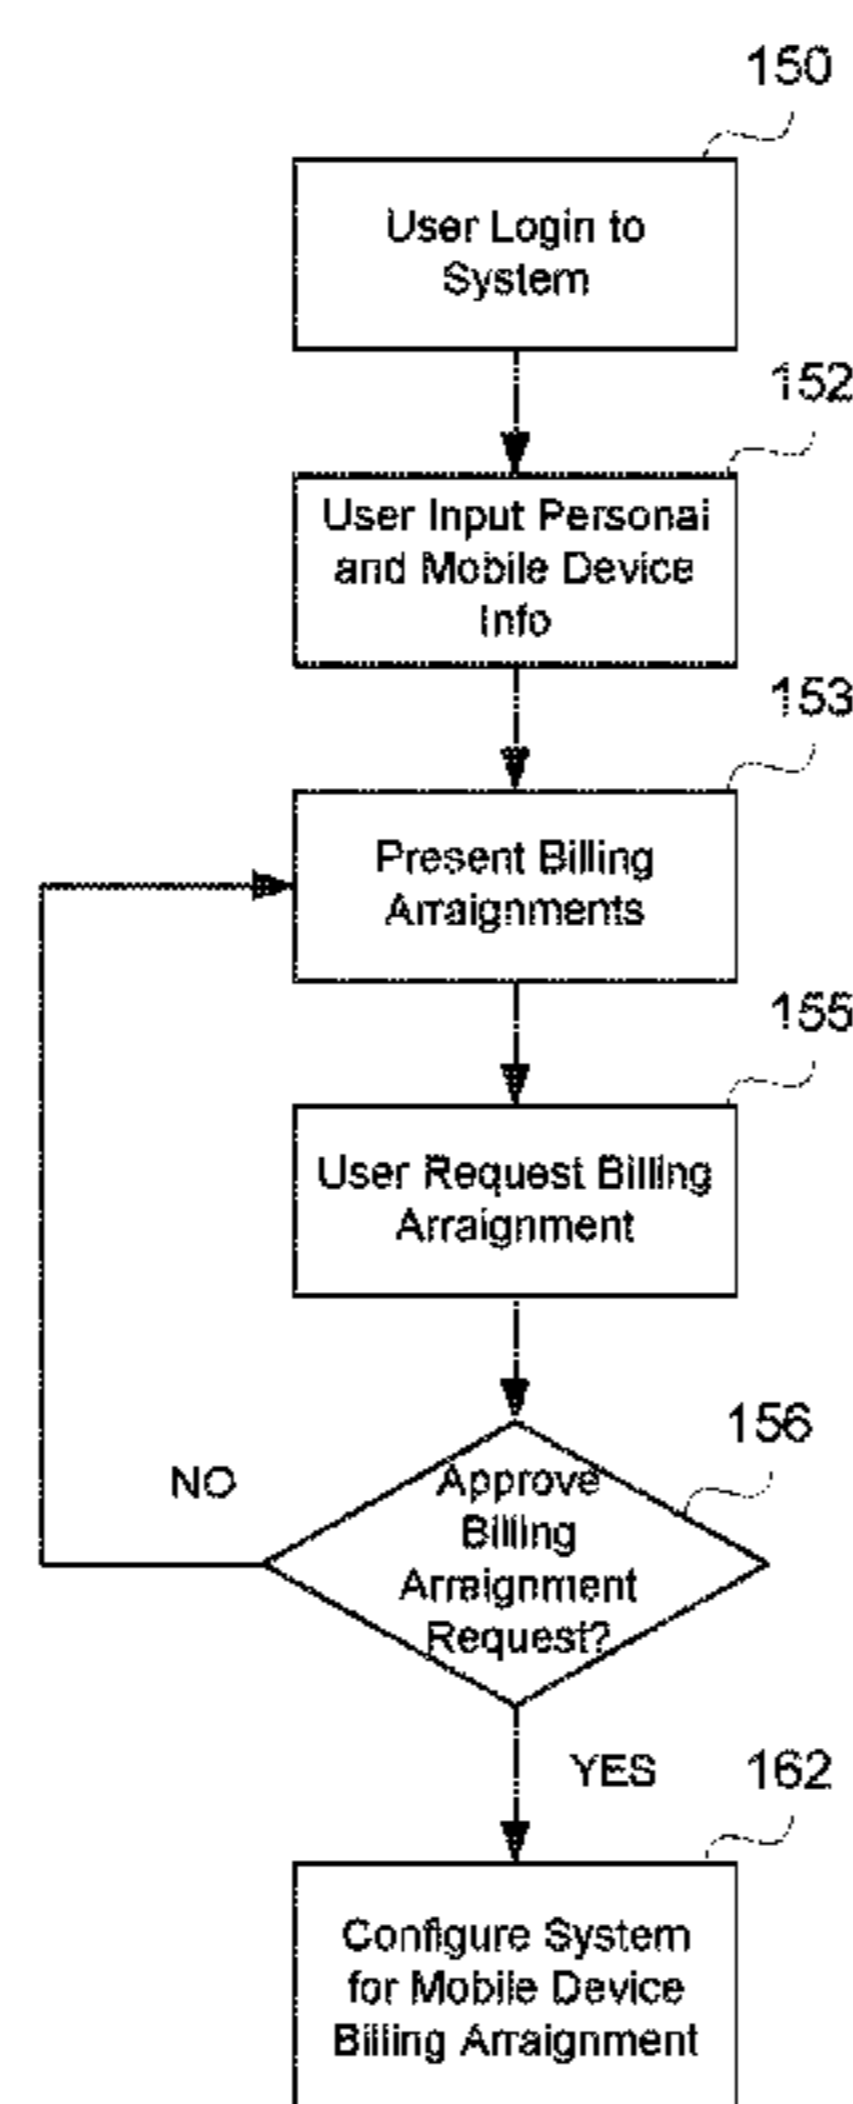 150
User Login to
System
152
User Input Personal
and Mobile Device
Info
153
Present Billing
Arraignments
155
User Request Billing
Arraignment
156
NO
Approve
Billing
Arraignment
Request?
YES
162
Configure System
for Mobile Device
Billing Arraignment